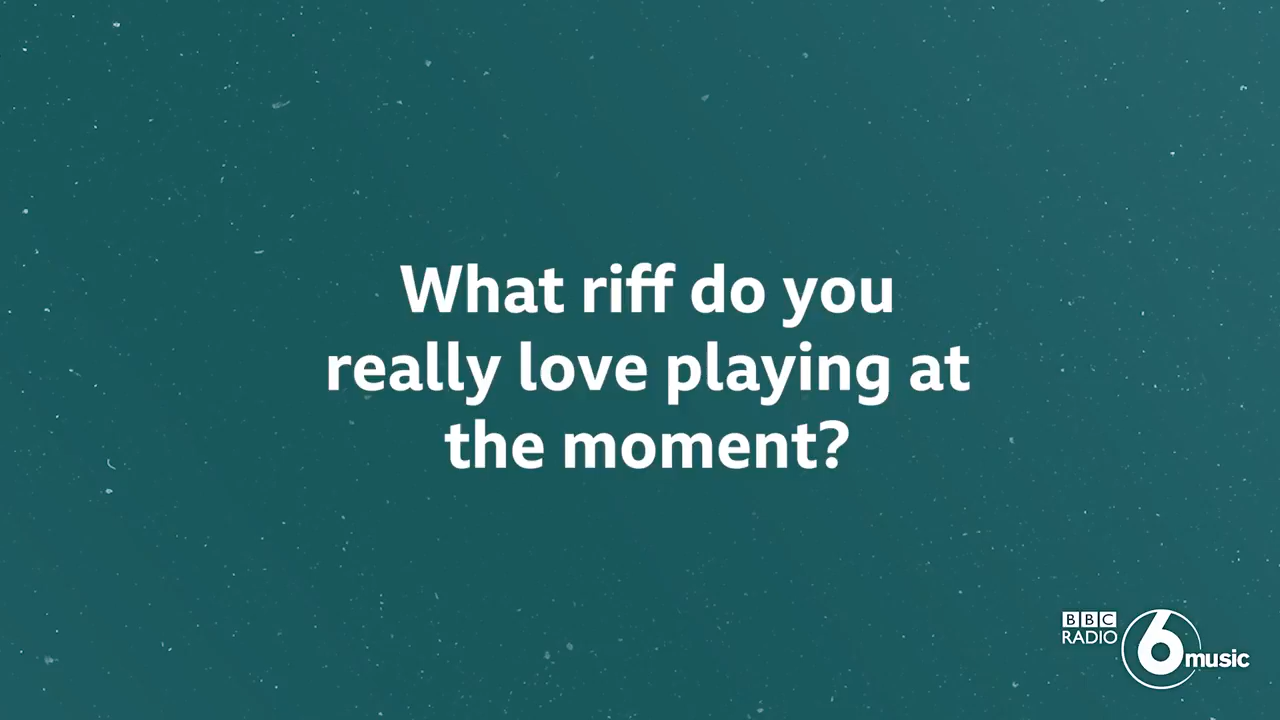 What riff do you
really love playing at
the moment?
BBC
RADIO
6
music